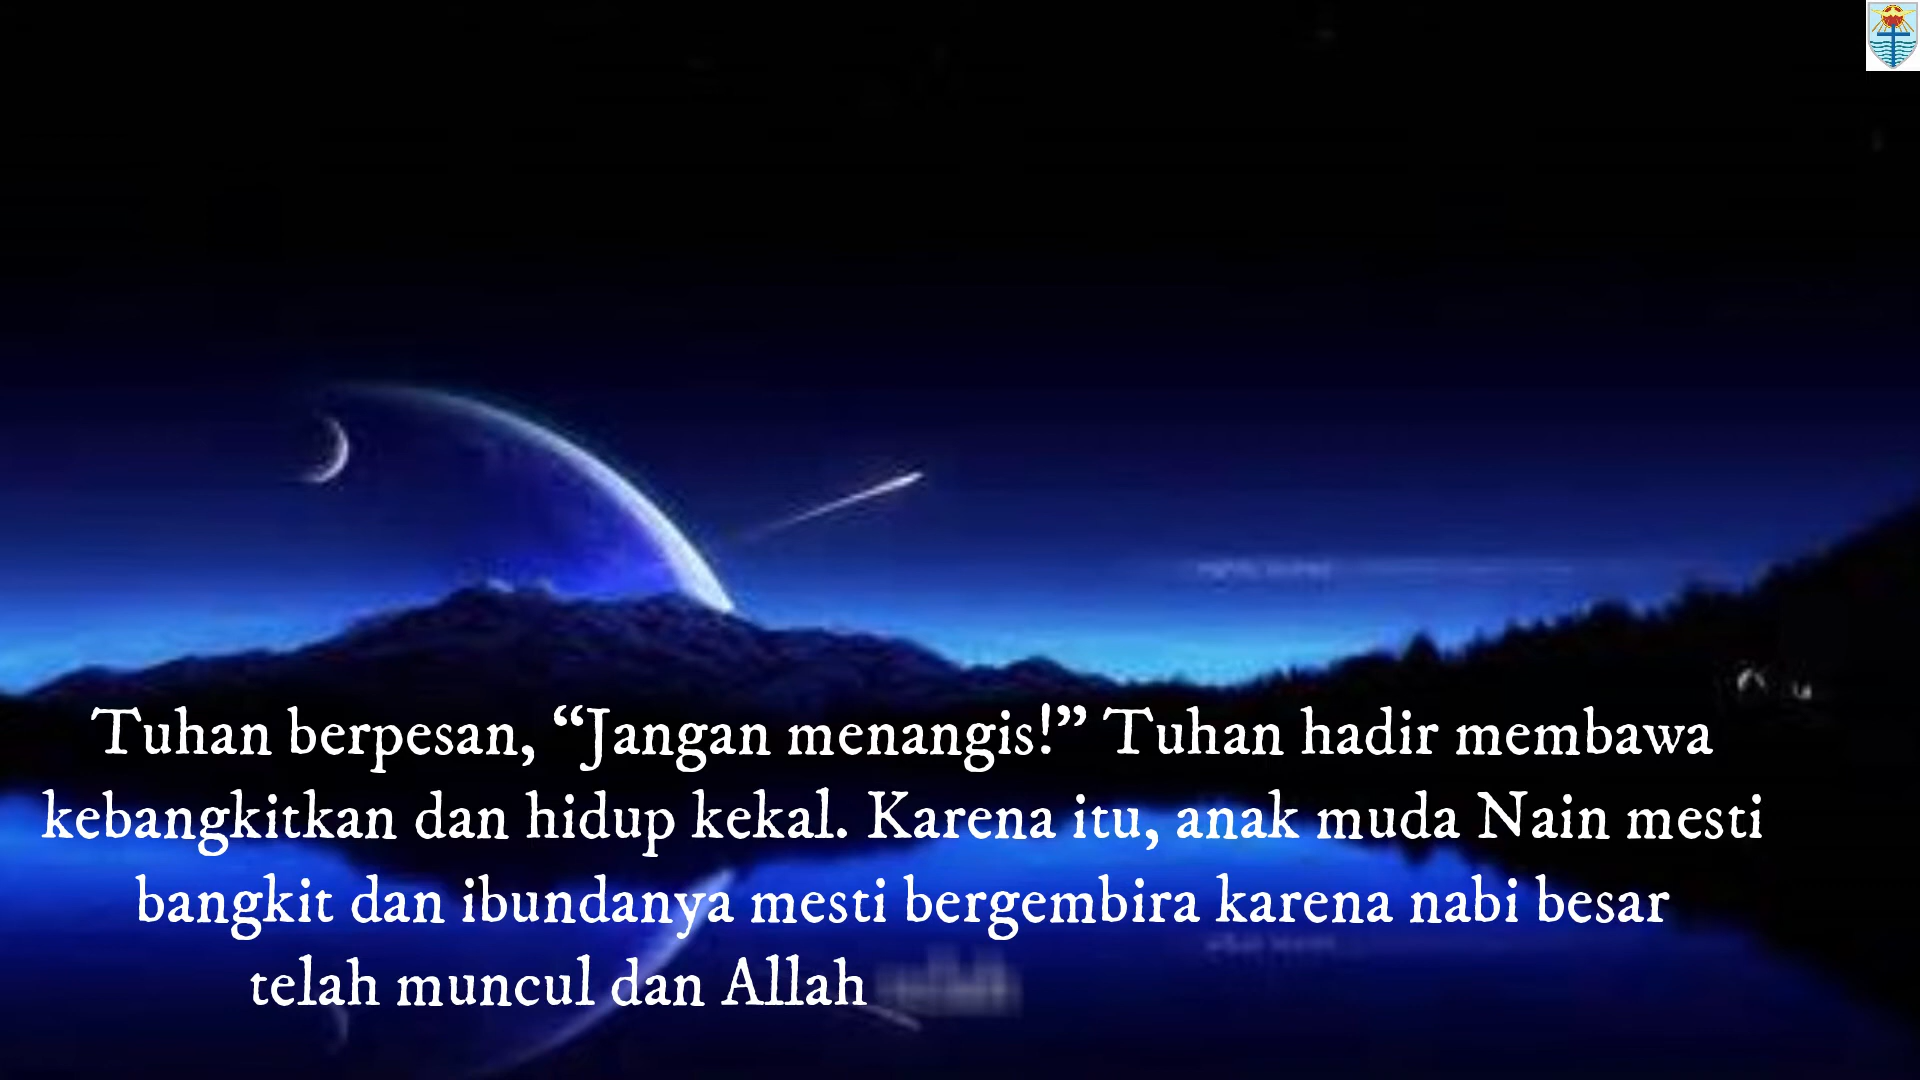 Tuhan berpesan, “Jangan menangis!” Tuhan hadir membawa
kebangkitkan dan hidup kekal. Karena itu, anak muda Nain mesti
bangkit dan ibundanya mesti bergembira karena nabi besar
telah muncul dan Allah